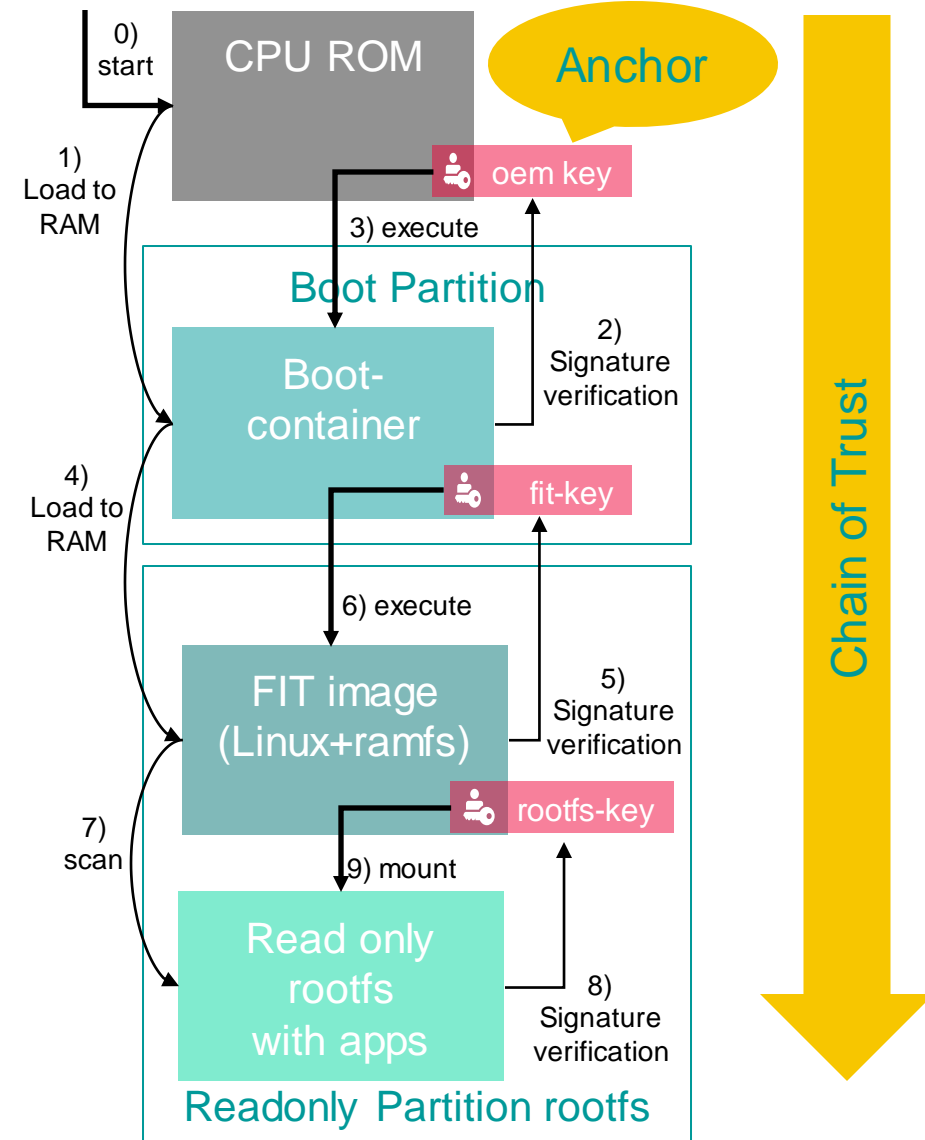 0)
start
CPU ROM
Anchor
oem key
1)
Load to
RAM
3) execute
Boot Partition
2)
Signature
verification
Boot-
container
4)
Load to
RAM
fit-key
6) execute
FIT image
(Linux+ramfs)
5)
Signature
verification
rootfs-key
7)
scan
9) mount
Read only
rootfs
with apps
8)
Signature
verification
Readonly Partition rootfs
Chain of Trust